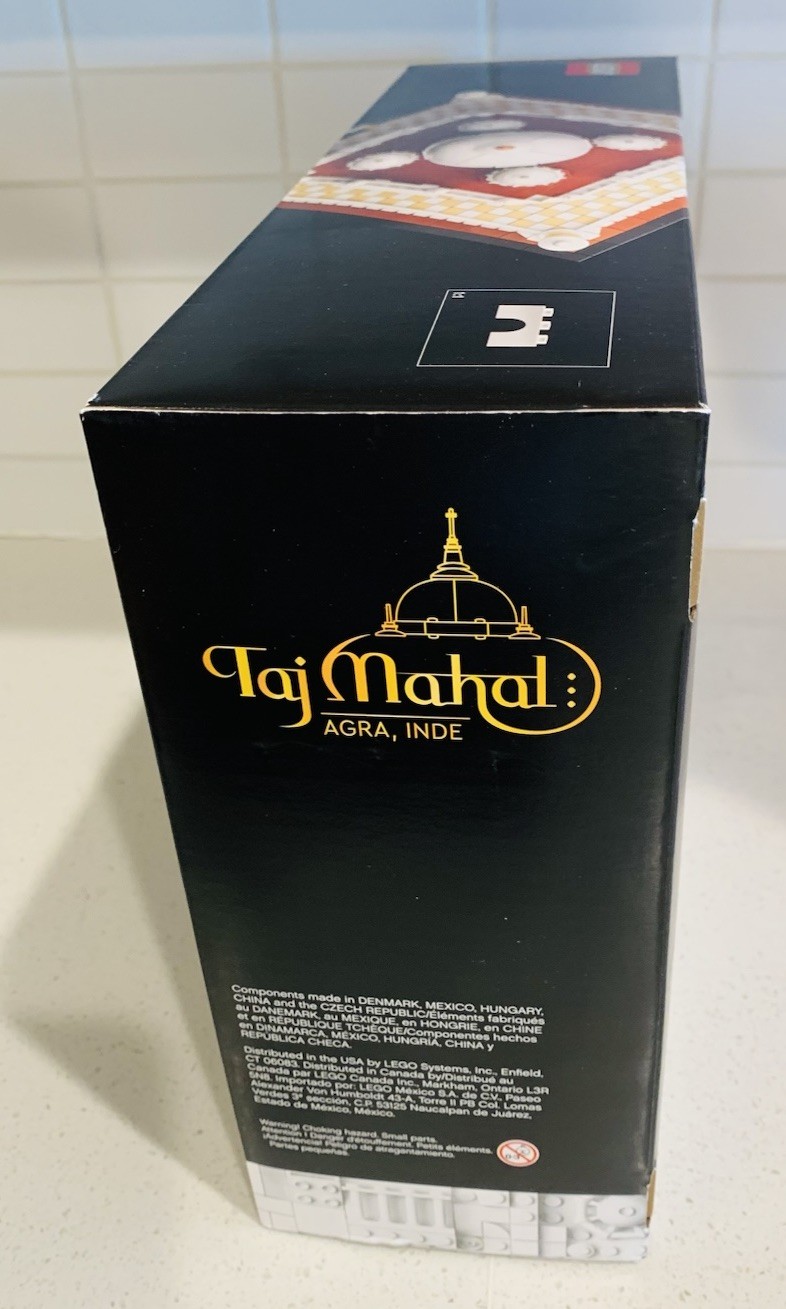 1:1
Taj Mahal
AGRA, INDE
Components made in DENMARK, MEXICO, HUNGARY,
CHINA and the CZECH REPUBLIC/Éléments fabriqués
au DANEMARK, au MEXIQUE, en HONGRIE, en CHINE
et en RÉPUBLIQUE TCHÈQUE/Componentes hechos
en DINAMARCA, MÉXICO, HUNGRÍA, CHINA y
REPÚBLICA CHECA.
Distributed in the USA by LEGO Systems, Inc., Enfield,
CT 06083. Distributed in Canada by/Distribué au
Canada par LEGO Canada Inc., Markham, Ontario L3R
5N8. Importado por: LEGO México S.A. de C.V. Paseo
Alexander Von Humboldt 43-A, Torre II PB Col. Lomas
Verdes 3ª sección, C.P. 53125 Naucalpan de Juárez,
Estado de México, México.
Warning! Choking hazard. Small parts.
Attention ! Danger d'étouffement. Petits éléments.
¡Advertencia! Peligro de atragantamiento.
Partes pequeñas.
0-3